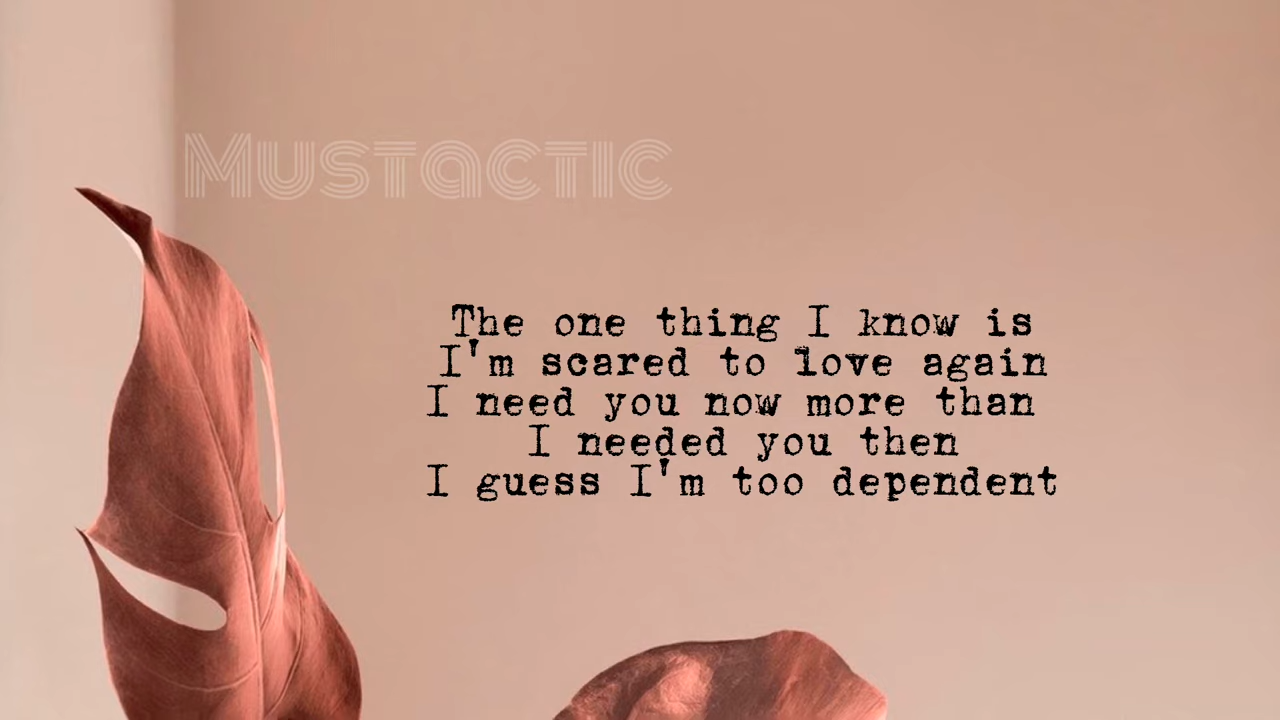 Mustactic
The one thing I know is
I'm scared to love again
I need you now more than
I needed you then
I guess I'm too dependent